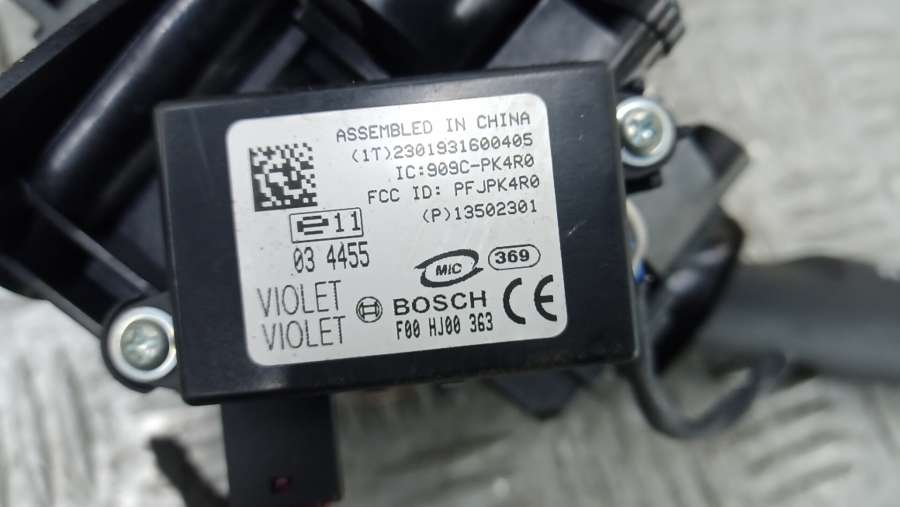 ASSEMBLED IN CHINA
(1T)2301931600405
IC:909C-PK4R0
FCC ID: PFJPK4R0
(P)13502301
e11
03 4455
MIC
369
VIOLET
VIOLET
BOSCH
CE
F00 HJ00 363